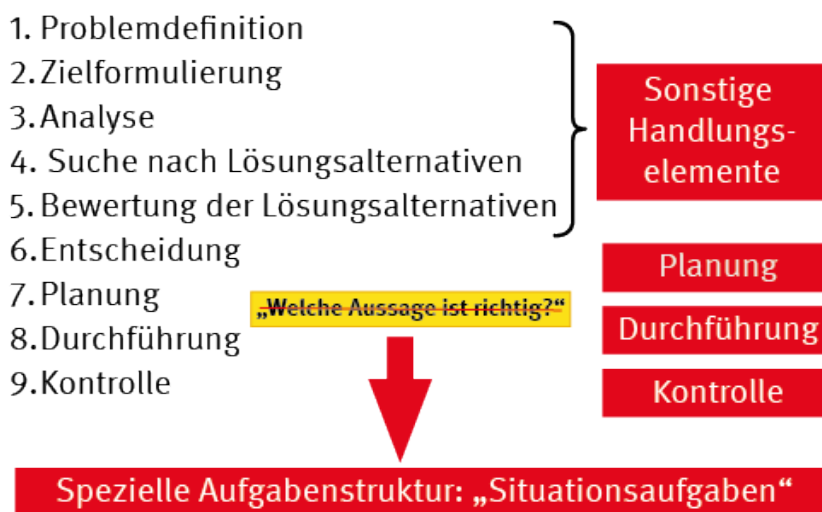 1. Problemdefinition
2.Zielformulierung
3.Analyse
4. Suche nach Lösungsalternativen
5.Bewertung der Lösungsalternativen
6.Entscheidung
7.Planung
8.Durchführung
9.Kontrolle
„Welche Aussage ist richtig?“
Sonstige
Handlungs-
elemente
Planung
Durchführung
Kontrolle
Spezielle Aufgabenstruktur: „Situationsaufgaben“